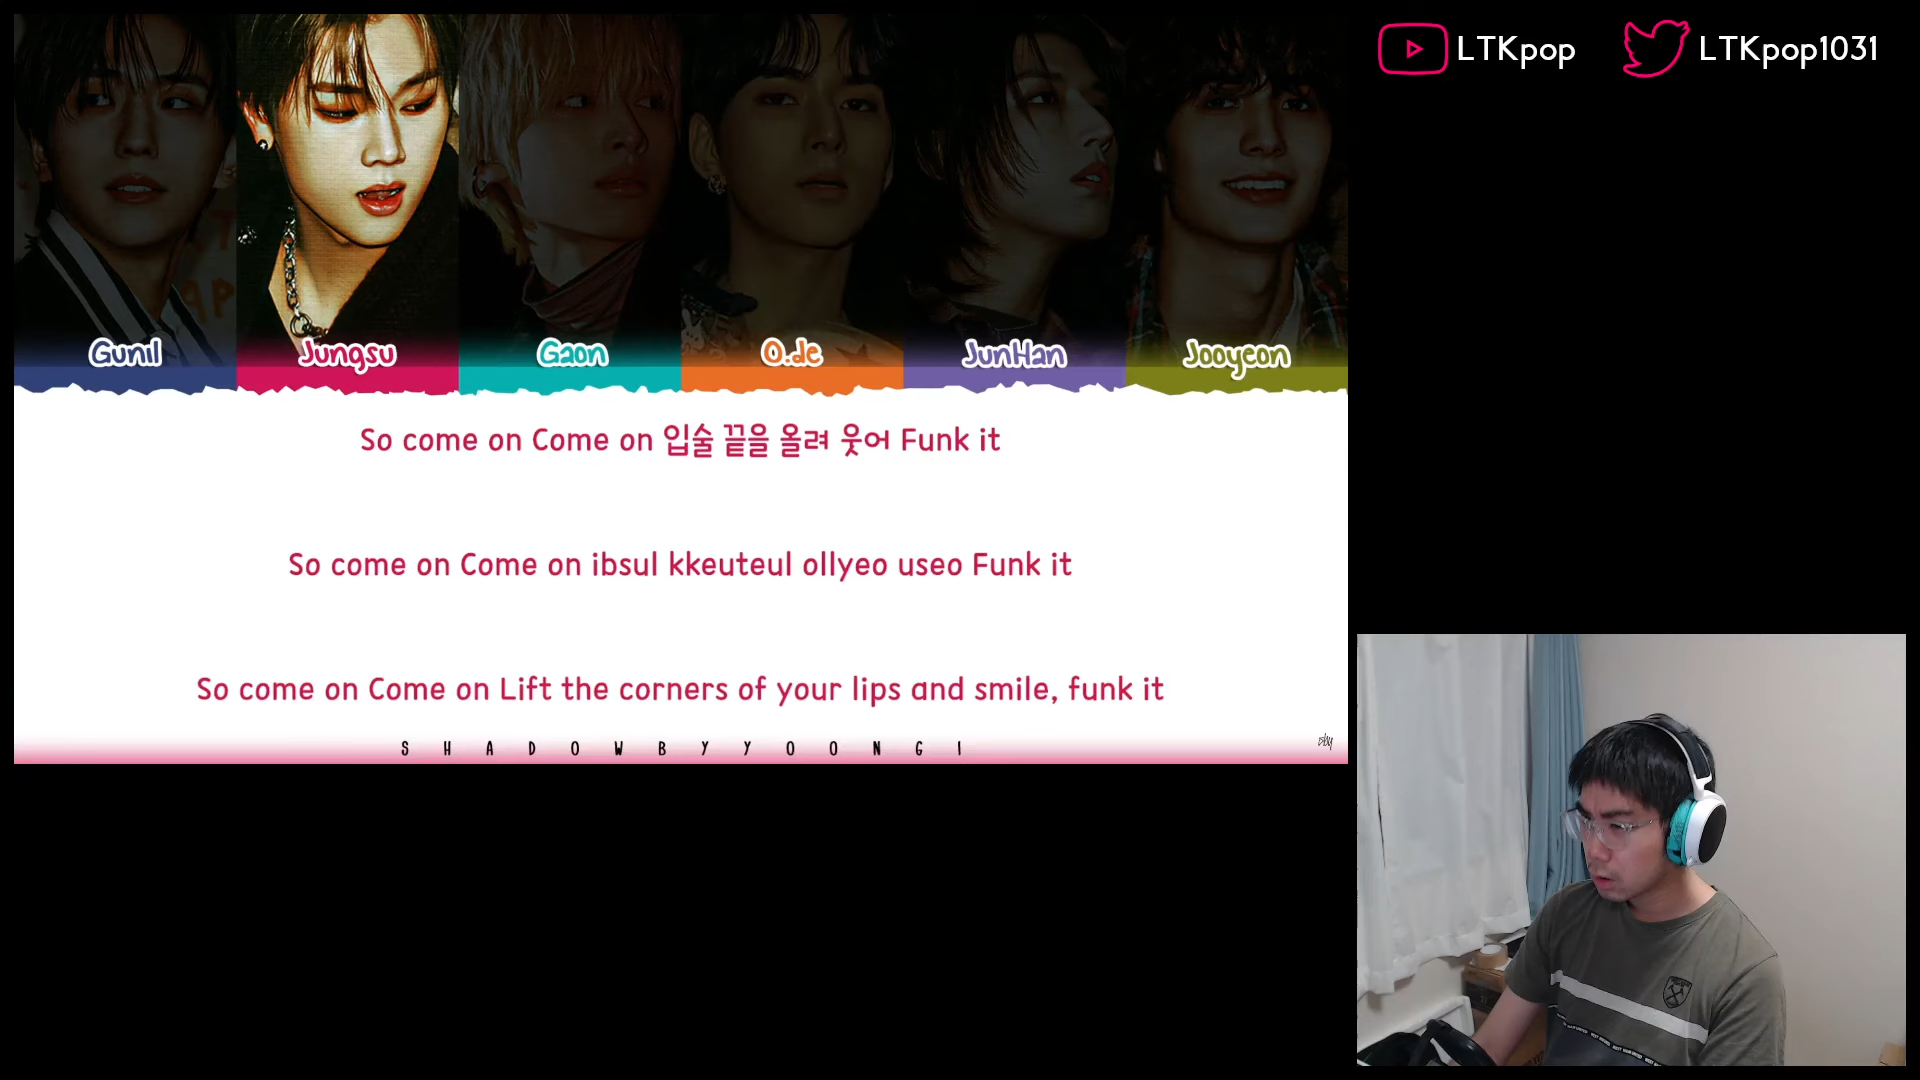 LTKpop
LTKpop1031
Gunil
Jungsu
Gaon
O.de
JunHan
Jooyeon
So come on Come on 입술 끝을 올려 웃어 Funk it
So come on Come on ibsul kkeuteul ollyeo useo Funk it
So come on Come on Lift the corners of your lips and smile, funk it
SHADOWBYYOONGI
sby